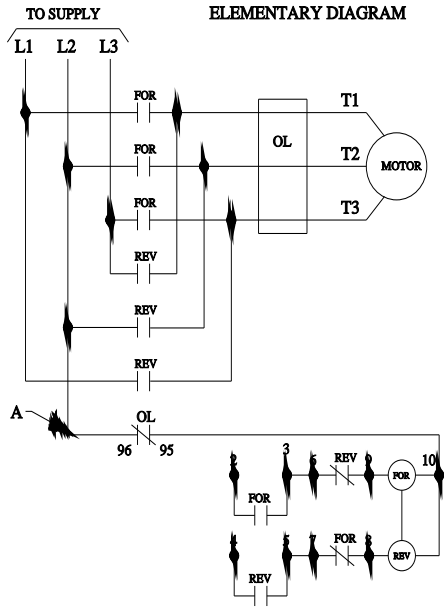 TO SUPPLY
ELEMENTARY DIAGRAM
L1 L2 L3
FOR
T1
OL
FOR
T2
MOTOR
FOR
T3
REV
REV
REV
A
OL
96 95
2 3 6 REV 9 FOR 10
FOR
4 5 7 FOR 8 REV
REV